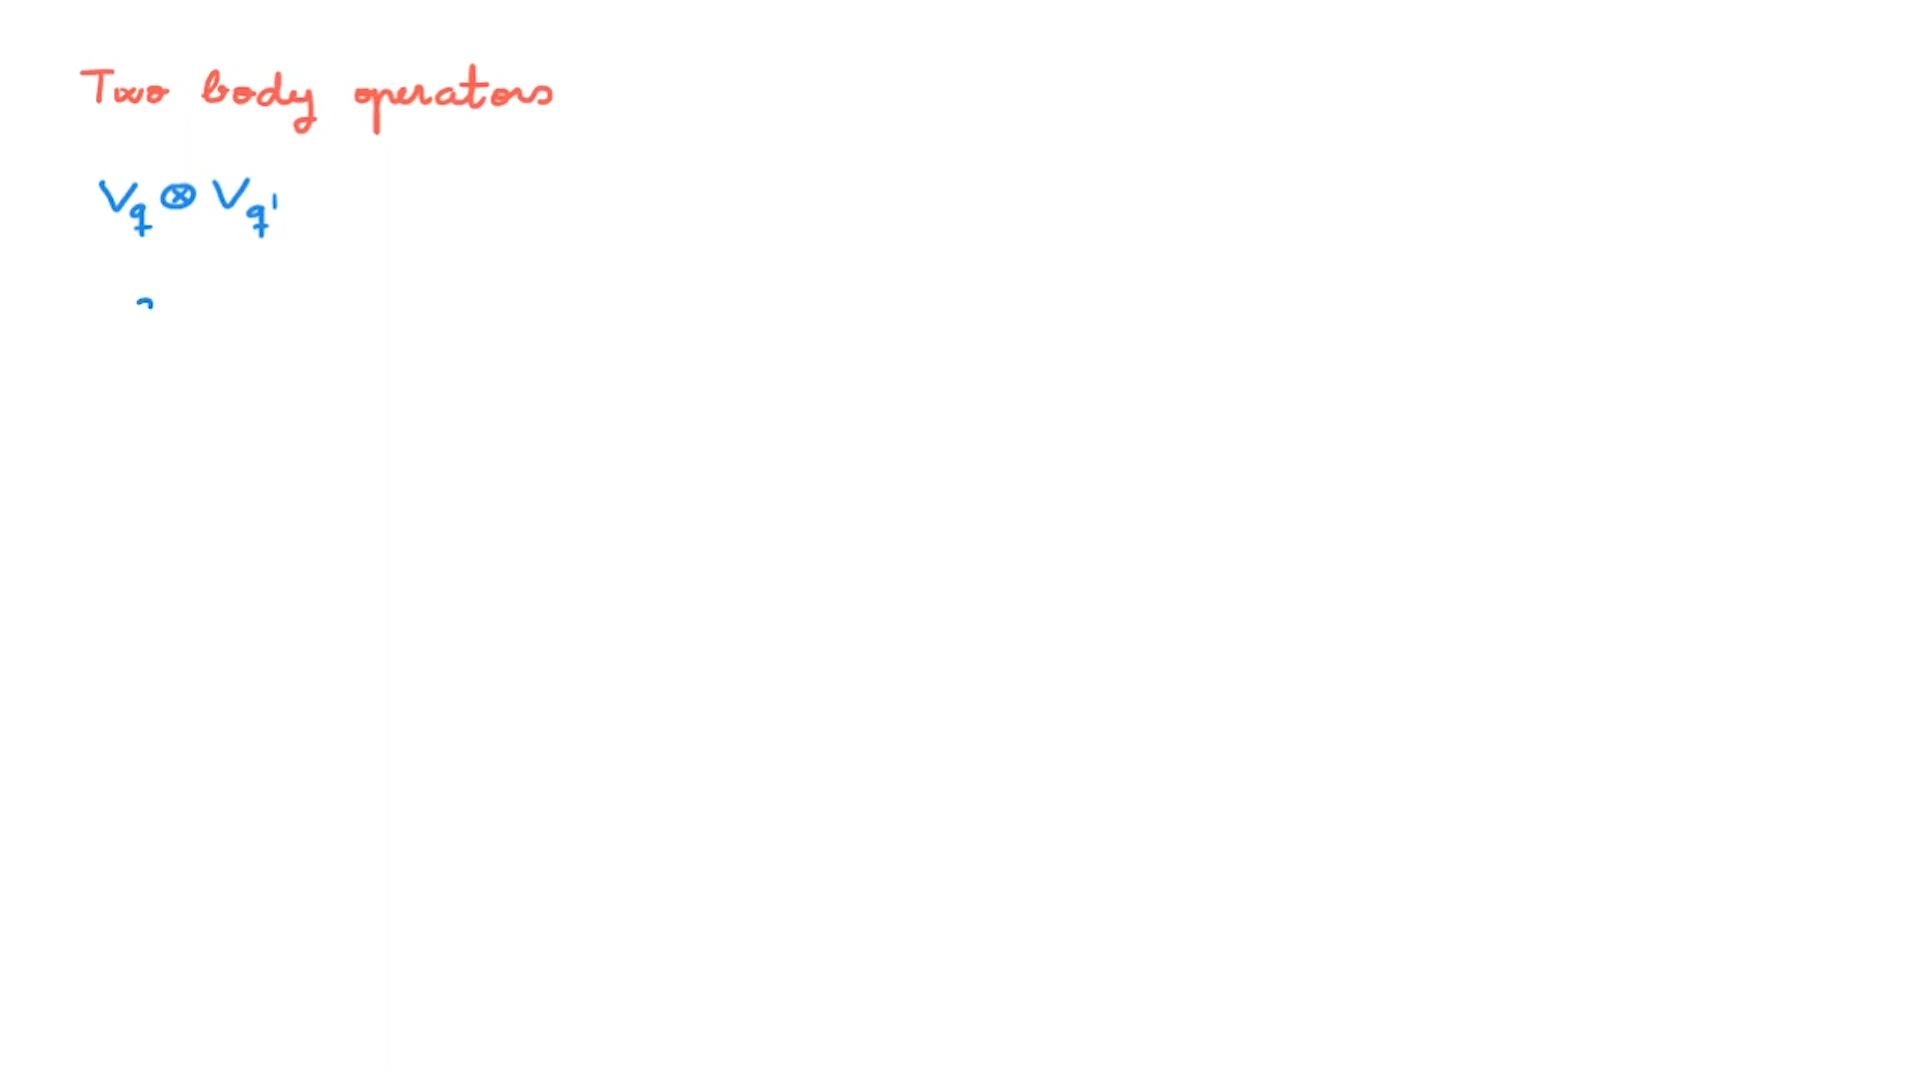 Two body operators
V_q ⊗ V_q'